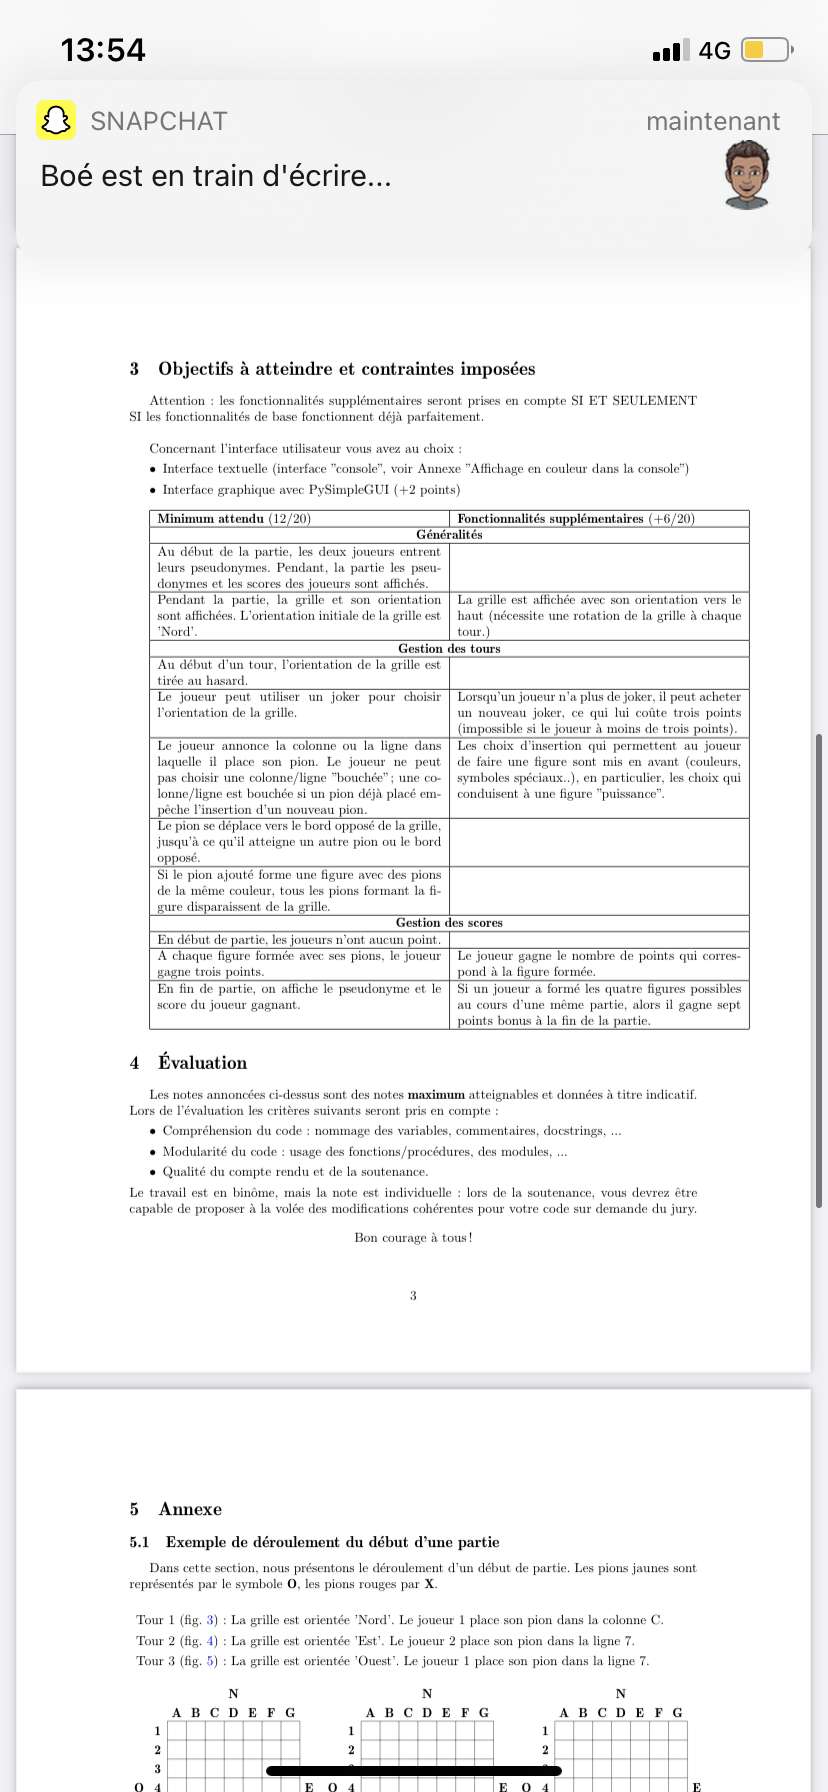 13:54
4G
SNAPCHAT
maintenant
Boé est en train d'écrire...
3 Objectifs à atteindre et contraintes imposées
Attention : les fonctionnalités supplémentaires seront prises en compte SI ET SEULEMENT
SI les fonctionnalités de base fonctionnent déjà parfaitement.
Concernant l'interface utilisateur vous avez au choix :
• Interface textuelle (interface "console", voir Annexe "Affichage en couleur dans la console")
• Interface graphique avec PySimpleGUI (+2 points)
Minimum attendu (12/20)
Fonctionnalités supplémentaires (+6/20)
Généralités
Au début de la partie, les deux joueurs entrent
leurs pseudonymes. Pendant, la partie les pseu-
donymes et les scores des joueurs sont affichés.
Pendant la partie, la grille et son orientation
sont affichées. L'orientation initiale de la grille est
'Nord'.
La grille est affichée avec son orientation vers le
haut (nécessite une rotation de la grille à chaque
tour.)
Gestion des tours
Au début d'un tour, l'orientation de la grille est
tirée au hasard.
Le joueur peut utiliser un joker pour choisir
l'orientation de la grille.
Lorsqu'un joueur n'a plus de joker, il peut acheter
un nouveau joker, ce qui lui coûte trois points
(impossible si le joueur à moins de trois points).
Le joueur annonce la colonne ou la ligne dans
laquelle il place son pion. Le joueur ne peut
pas choisir une colonne/ligne "bouchée"; une co-
lonne/ligne est bouchée si un pion déjà placé em-
pêche l'insertion d'un nouveau pion.
Les choix d'insertion qui permettent au joueur
de faire une figure sont mis en avant (couleurs,
symboles spéciaux..), en particulier, les choix qui
conduisent à une figure "puissance".
Le pion se déplace vers le bord opposé de la grille,
jusqu'à ce qu'il atteigne un autre pion ou le bord
opposé.
Si le pion ajouté forme une figure avec des pions
de la même couleur, tous les pions formant la fi-
gure disparaissent de la grille.
Gestion des scores
En début de partie, les joueurs n'ont aucun point.
A chaque figure formée avec ses pions, le joueur
gagne trois points.
Le joueur gagne le nombre de points qui corres-
pond à la figure formée.
En fin de partie, on affiche le pseudonyme et le
score du joueur gagnant.
Si un joueur a formé les quatre figures possibles
au cours d'une même partie, alors il gagne sept
points bonus à la fin de la partie.
4 Évaluation
Les notes annoncées ci-dessus sont des notes maximum atteignables et données à titre indicatif.
Lors de l'évaluation les critères suivants seront pris en compte :
• Compréhension du code : nommage des variables, commentaires, docstrings, ...
• Modularité du code : usage des fonctions/procédures, des modules, ...
• Qualité du compte rendu et de la soutenance.
Le travail est en binôme, mais la note est individuelle : lors de la soutenance, vous devrez être
capable de proposer à la volée des modifications cohérentes pour votre code sur demande du jury.
Bon courage à tous !
3
5 Annexe
5.1 Exemple de déroulement du début d'une partie
Dans cette section, nous présentons le déroulement d'un début de partie. Les pions jaunes sont
représentés par le symbole O, les pions rouges par X.
Tour 1 (fig. 3) : La grille est orientée 'Nord'. Le joueur 1 place son pion dans la colonne C.
Tour 2 (fig. 4) : La grille est orientée 'Est'. Le joueur 2 place son pion dans la ligne 7.
Tour 3 (fig. 5) : La grille est orientée 'Ouest'. Le joueur 1 place son pion dans la ligne 7.
N N N
A B C D E F G A B C D E F G A B C D E F G
1 1 1
2 2 2
3
O 4 E O 4 E O 4 E